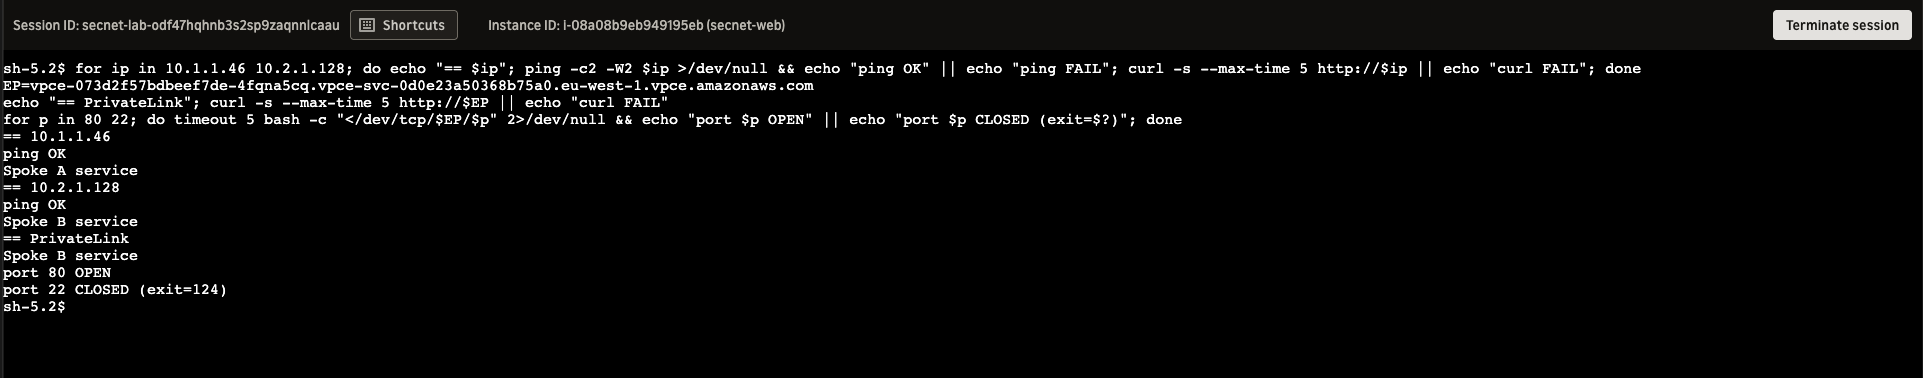 Session ID: secnet-lab-odf47hqhnb3s2sp9zaqnnlcaau Shortcuts Instance ID: i-08a08b9eb949195eb (secnet-web) Terminate session
sh-5.2$ for ip in 10.1.1.46 10.2.1.128; do echo "== $ip"; ping -c2 -W2 $ip >/dev/null && echo "ping OK" || echo "ping FAIL"; curl -s --max-time 5 http://$ip || echo "curl FAIL"; done
EP=vpce-073d2f57bdbeef7de-4fqna5cq.vpce-svc-0d0e23a50368b75a0.eu-west-1.vpce.amazonaws.com
echo "== PrivateLink"; curl -s --max-time 5 http://$EP || echo "curl FAIL"
for p in 80 22; do timeout 5 bash -c "</dev/tcp/$EP/$p" 2>/dev/null && echo "port $p OPEN" || echo "port $p CLOSED (exit=$?)"; done
== 10.1.1.46
ping OK
Spoke A service
== 10.2.1.128
ping OK
Spoke B service
== PrivateLink
Spoke B service
port 80 OPEN
port 22 CLOSED (exit=124)
sh-5.2$